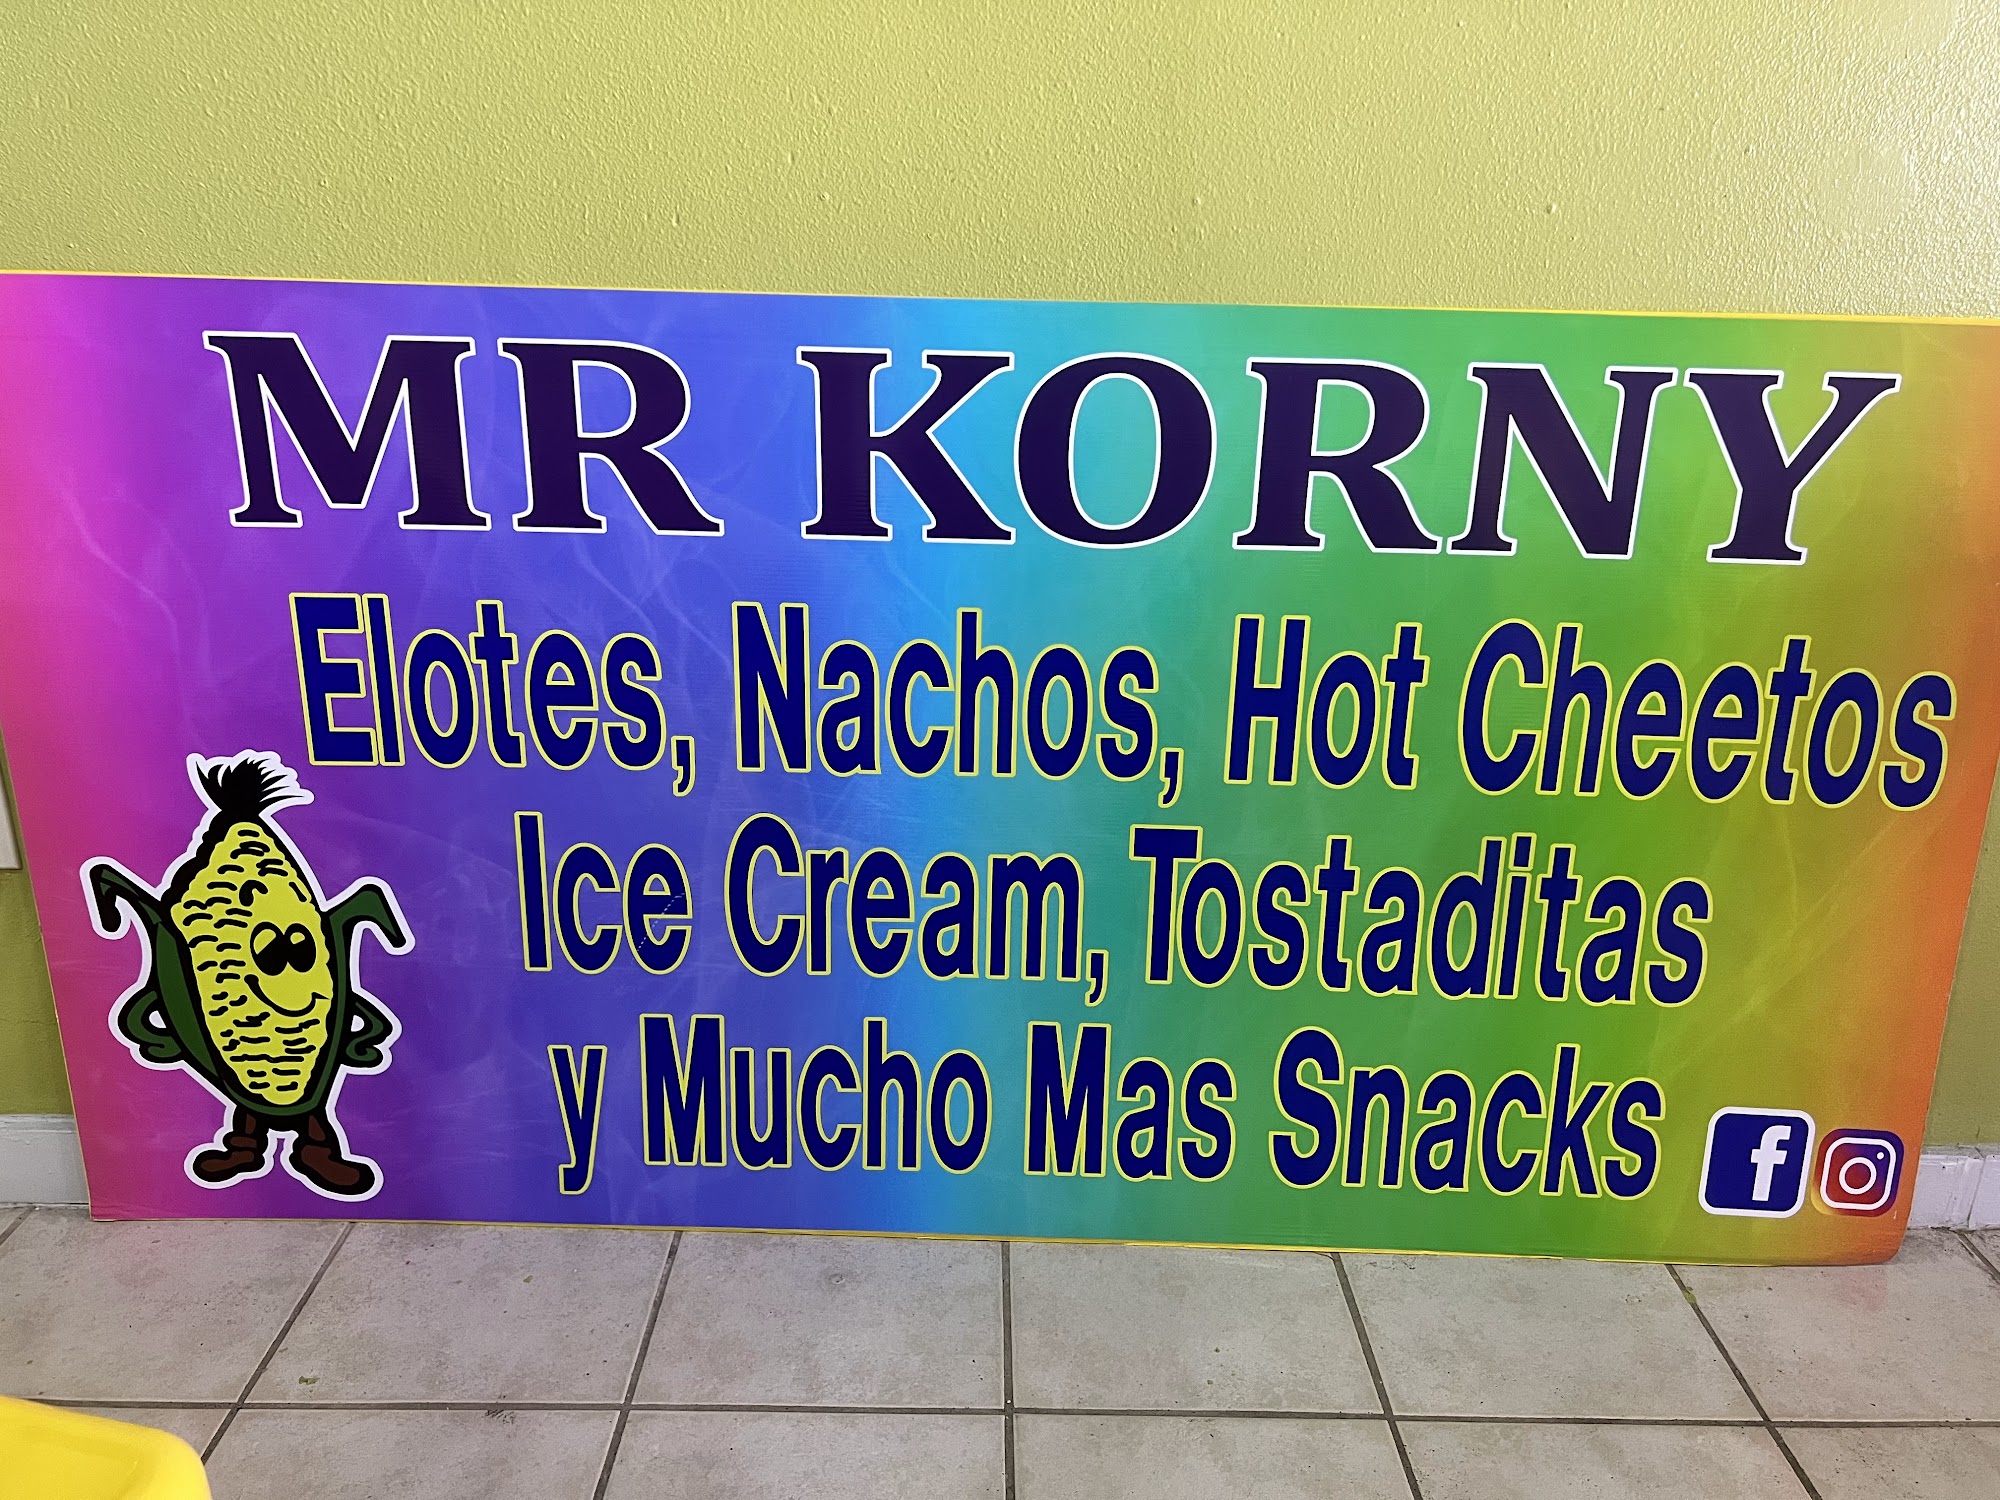 MR KORNY
Elotes, Nachos, Hot Cheetos
Ice Cream, Tostaditas
y Mucho Mas Snacks
f